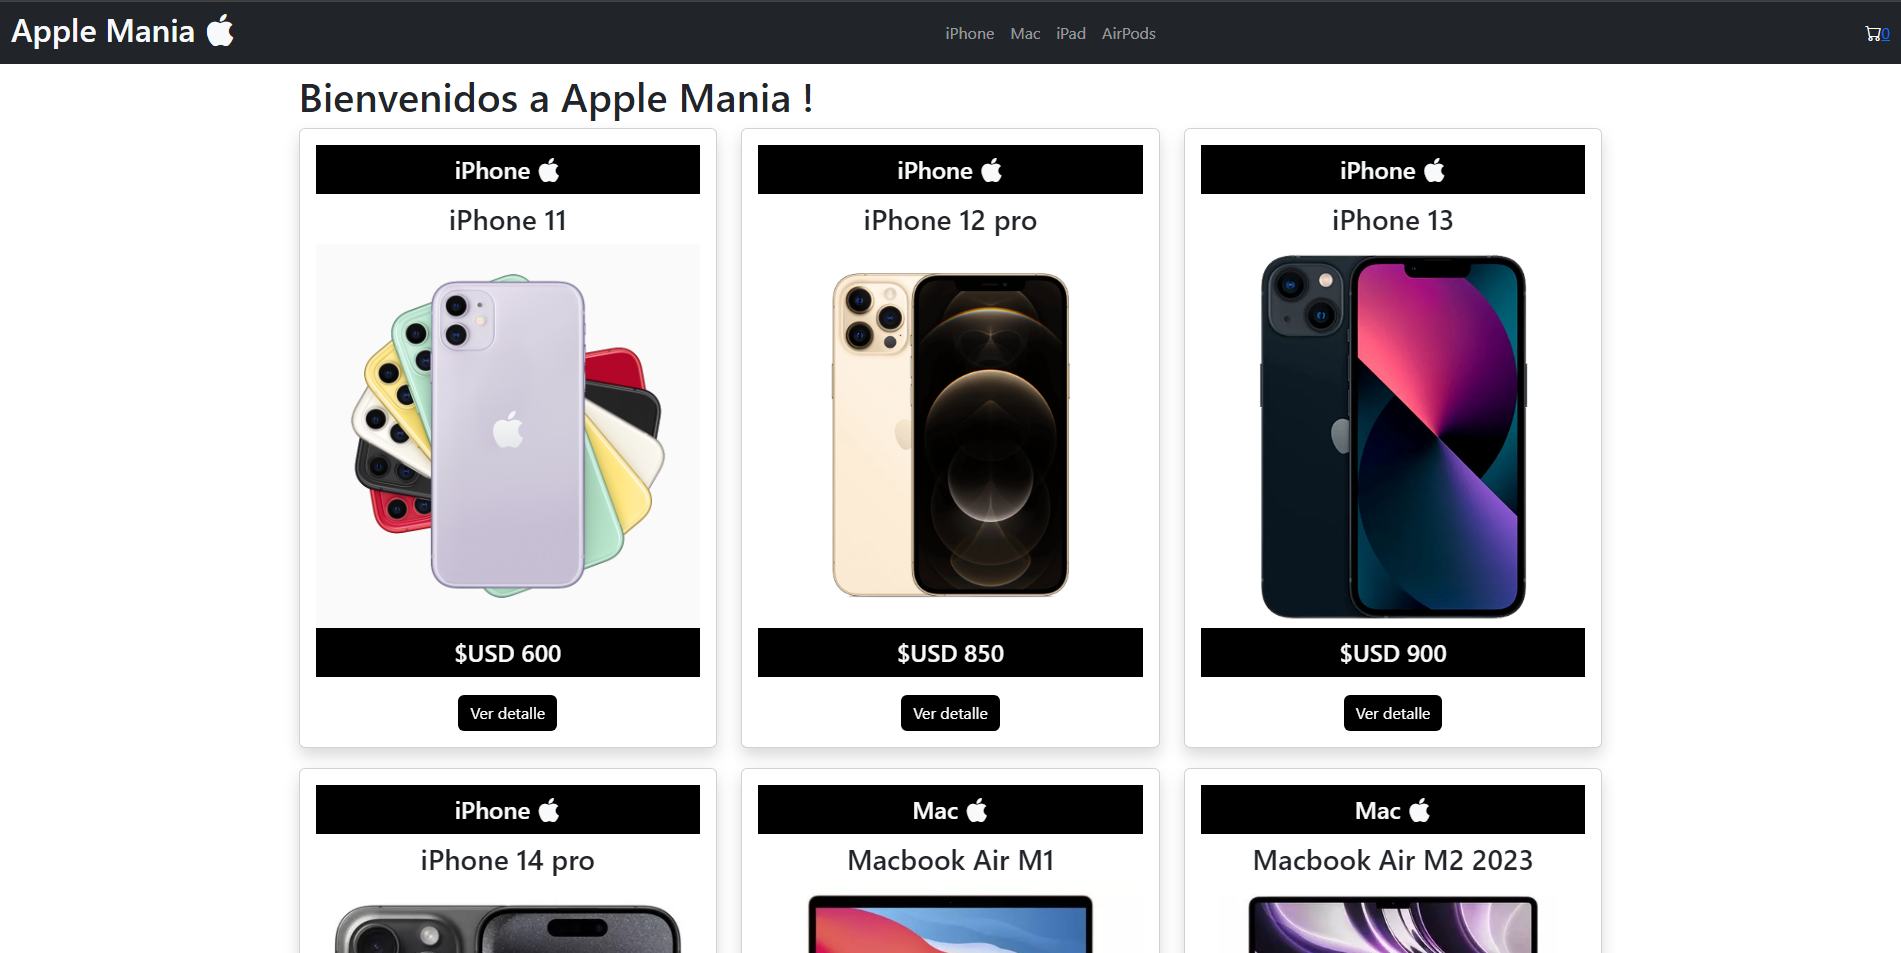 Apple Mania
iPhone Mac iPad AirPods
0
Bienvenidos a Apple Mania !
iPhone
iPhone 11
$USD 600
Ver detalle
iPhone
iPhone 12 pro
$USD 850
Ver detalle
iPhone
iPhone 13
$USD 900
Ver detalle
iPhone
iPhone 14 pro
Mac
Macbook Air M1
Mac
Macbook Air M2 2023